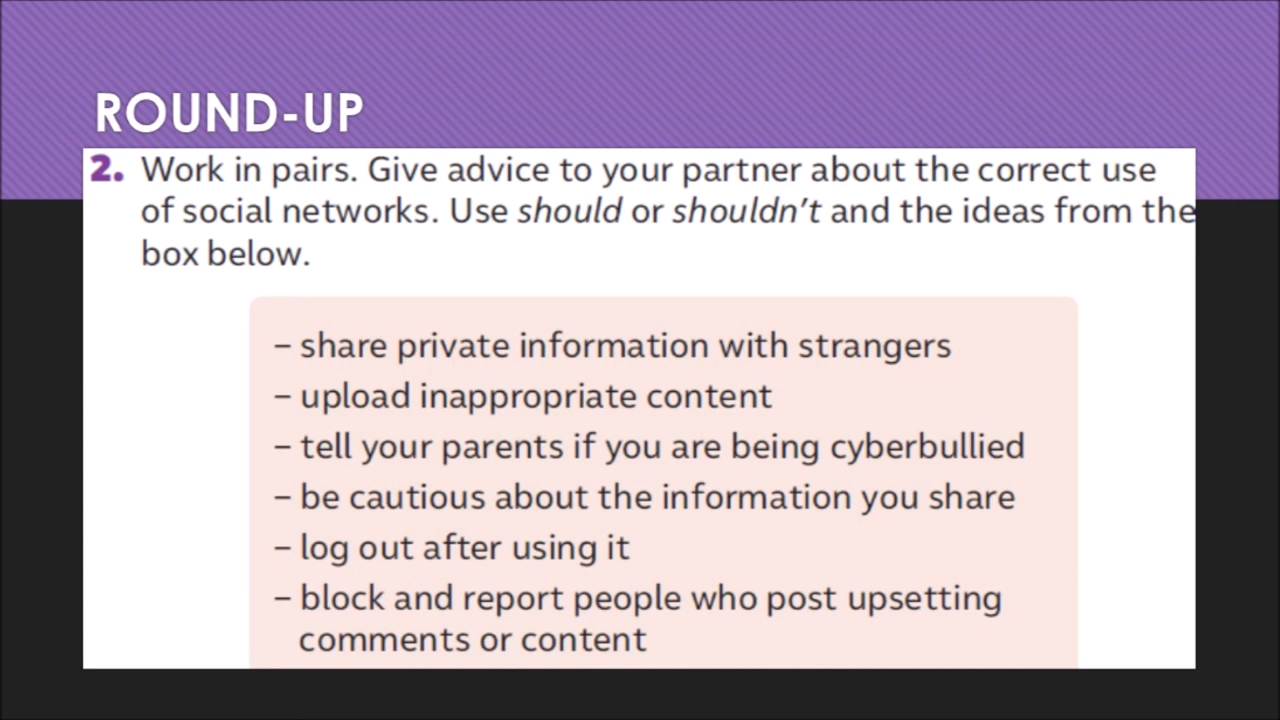 ROUND-UP
2. Work in pairs. Give advice to your partner about the correct use
of social networks. Use should or shouldn't and the ideas from the
box below.
– share private information with strangers
– upload inappropriate content
– tell your parents if you are being cyberbullied
– be cautious about the information you share
– log out after using it
– block and report people who post upsetting
comments or content